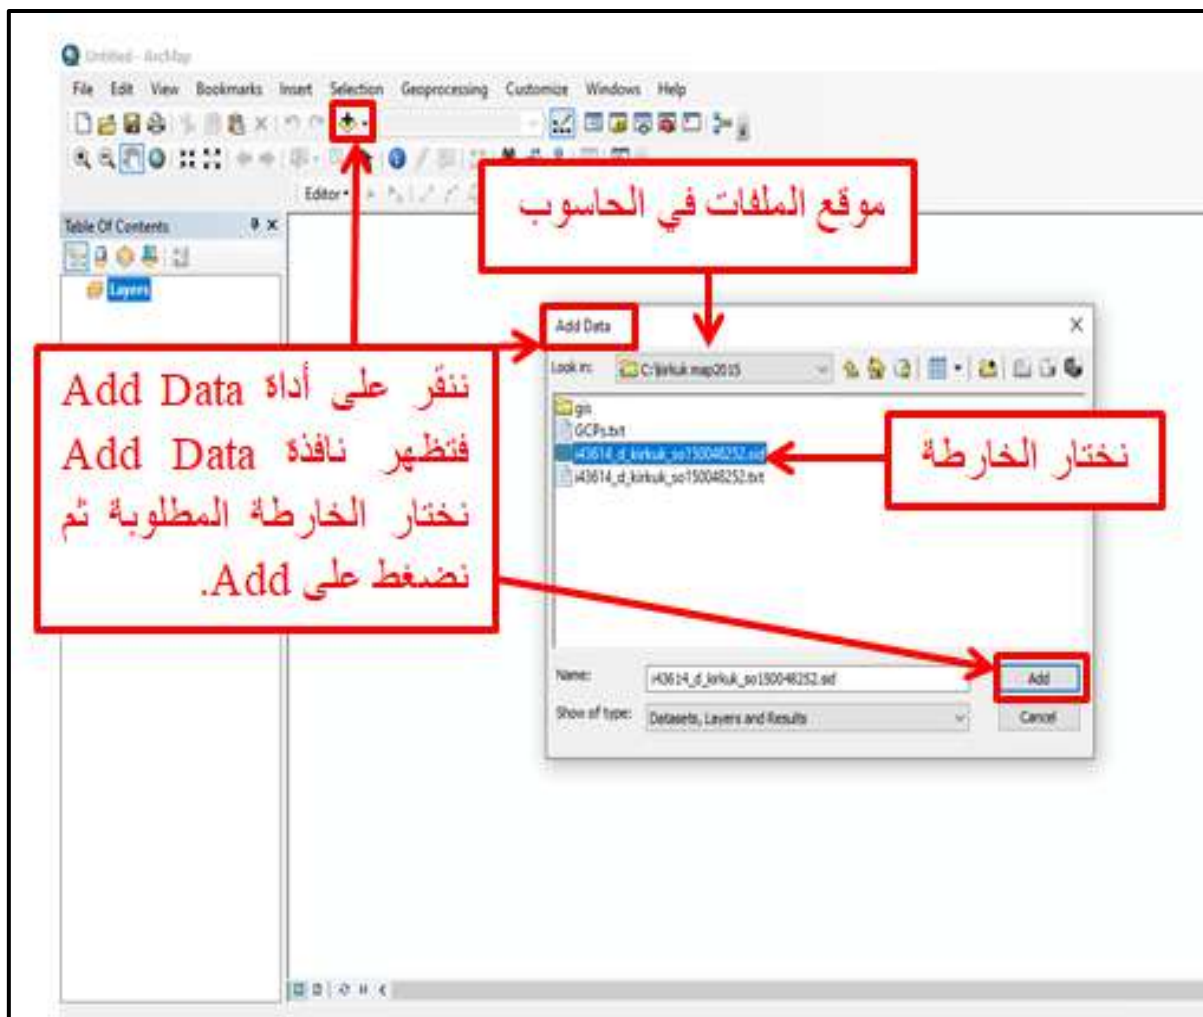 Untitled - ArcMap
File Edit View Bookmarks Insert Selection Geoprocessing Customize Windows Help
Editor
موقع الملفات في الحاسوب
Table Of Contents
Layers
Add Data
Look in: C:\kirkuk map2015
ننقر على أداة Add Data
فتظهر نافذة Add Data
نختار الخارطة المطلوبة ثم
نضغط على Add.
gis
GCPs.txt
نختار الخارطة
Name:
Add
Show of type: Datasets, Layers and Results
Cancel